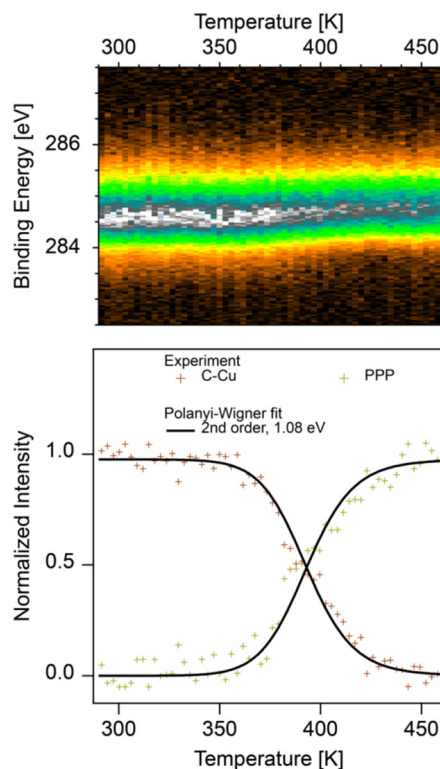 Temperature [K]
300 350 400 450
Binding Energy [eV]
286
284
Experiment
C-Cu PPP
Polanyi-Wigner fit
2nd order, 1.08 eV
Normalized Intensity
1.0
0.5
0.0
300 350 400 450
Temperature [K]